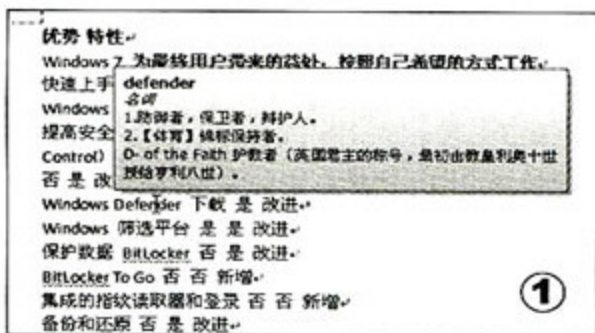 优势 特性↵
Windows 7 为最终用户带来的益处，按照自己希望的方式工作↵
快速上手
Windows
提高安全
Control）
否 是 改
defender
名词
1.防御者，保卫者，辩护人。
2.【体育】锦标保持者。
D- of the Faith 护教者（英国君主的称号，最初由教皇利奥十世
授给亨利八世）。
Windows Defender 下载 是 改进↵
Windows 筛选平台 是 是 改进↵
保护数据 BitLocker 否 是 改进↵
BitLocker To Go 否 否 新增↵
集成的指纹读取器和登录 否 否 新增↵
备份和还原 否 是 改进↵
①